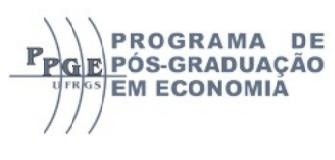 PPGE
UFRGS
PROGRAMA DE
PÓS-GRADUAÇÃO
EM ECONOMIA